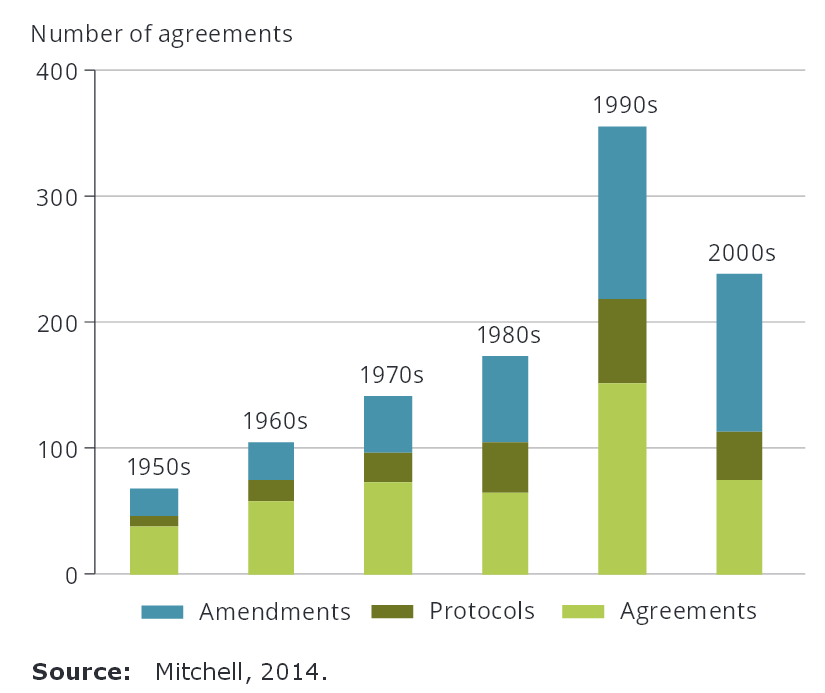 Number of agreements
400
1990s
300
2000s
200
1980s
1970s
1960s
100
1950s
0
Amendments Protocols Agreements
Source: Mitchell, 2014.